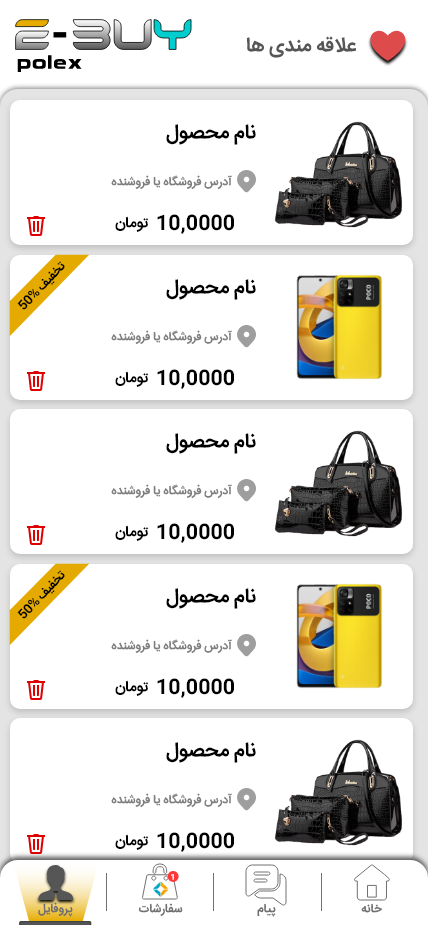 E-BUY
polex
علاقه مندی ها
نام محصول
آدرس فروشگاه یا فروشنده
10,0000 تومان
تخفیف 50%
نام محصول
POCO
آدرس فروشگاه یا فروشنده
10,0000 تومان
نام محصول
آدرس فروشگاه یا فروشنده
10,0000 تومان
تخفیف 50%
نام محصول
POCO
آدرس فروشگاه یا فروشنده
10,0000 تومان
نام محصول
آدرس فروشگاه یا فروشنده
10,0000 تومان
1
خانه
پیام
سفارشات
پروفایل